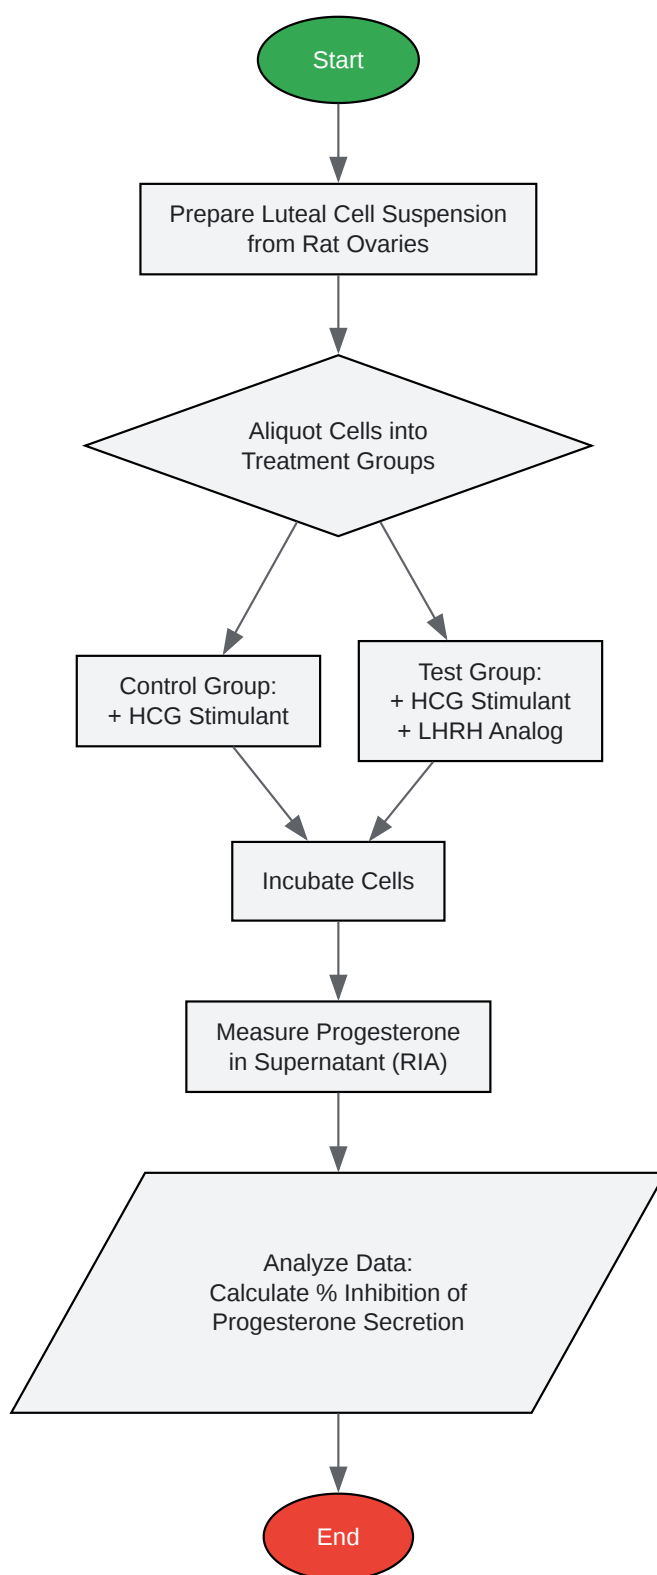 Start
Prepare Luteal Cell Suspension
from Rat Ovaries
Aliquot Cells into
Treatment Groups
Control Group:
+ HCG Stimulant
Test Group:
+ HCG Stimulant
+ LHRH Analog
Incubate Cells
Measure Progesterone
in Supernatant (RIA)
Analyze Data:
Calculate % Inhibition of
Progesterone Secretion
End